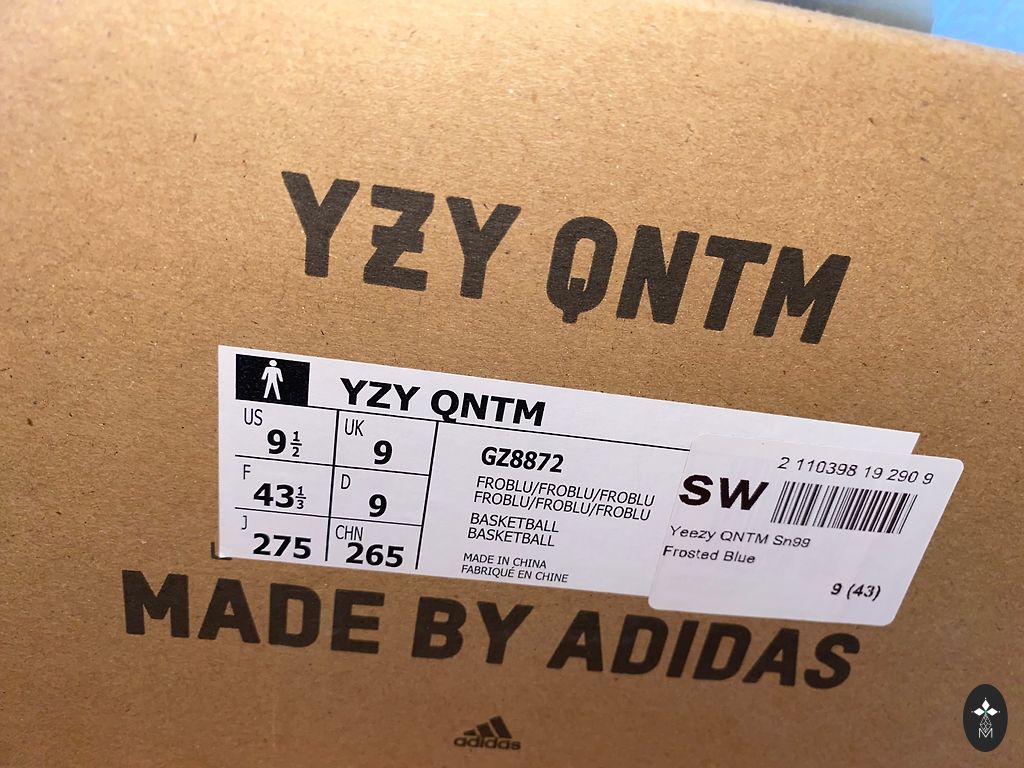 YZY QNTM
YZY QNTM
US 9 1/2
UK 9
F 43 1/3
D 9
J 275
CHN 265
GZ8872
FROBLU/FROBLU/FROBLU
FROBLU/FROBLU/FROBLU
BASKETBALL
BASKETBALL
MADE IN CHINA
FABRIQUÉ EN CHINE
2 110398 19 290 9
SW
Yeezy QNTM Sn99
Frosted Blue
9 (43)
MADE BY ADIDAS
adidas
M